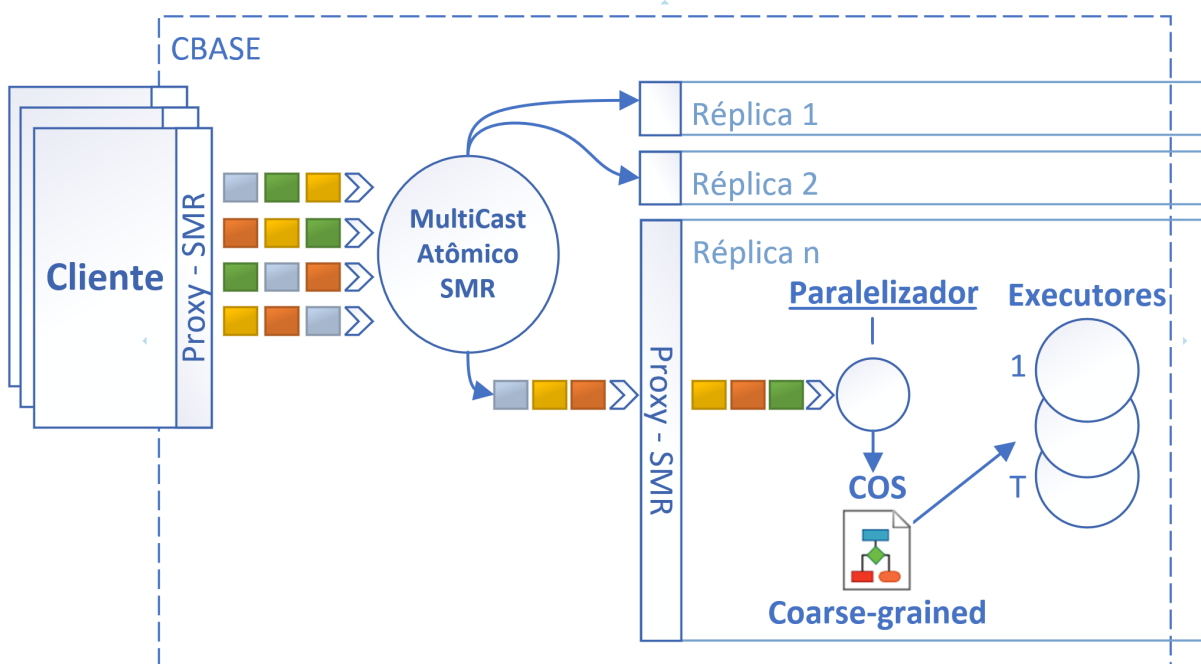 CBASE
Cliente
Proxy - SMR
MultiCast
Atômico
SMR
Réplica 1
Réplica 2
Réplica n
Proxy - SMR
Paralelizador
Executores
1
T
COS
Coarse-grained